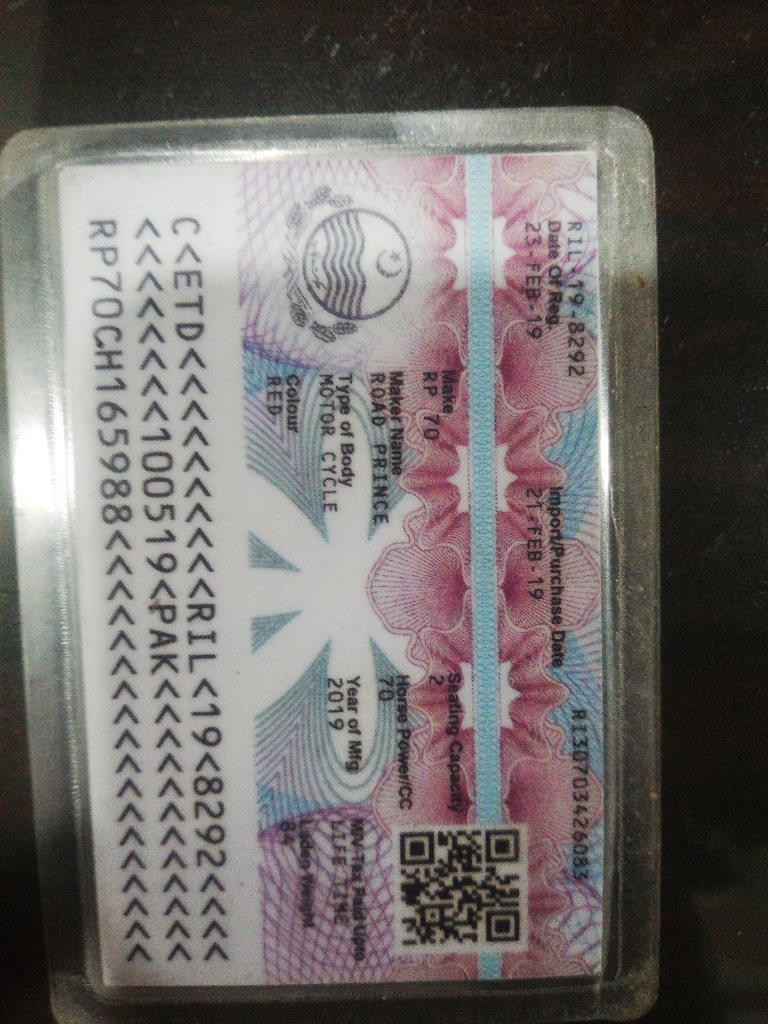 RIL-19-8292
R130703426083
Date Of Reg.
23-FEB-19
Import/Purchase Date
21-FEB-19
Make
RP 70
Seating Capacity
2
Maker Name
ROAD PRINCE
Horse Power/CC
70
Type of Body
MOTOR CYCLE
Year of Mfg
2019
M/V Tax Paid Upto
LIFE TIME
Colour
RED
Laden Weight
84
C<ETD<<<<<<<<<<RIL<19<8292<<<<
<<<<<<<<100519<PAK<<<<<<<<<<<<
RP70CH165988<<<<<<<<<<<<<<<<<<